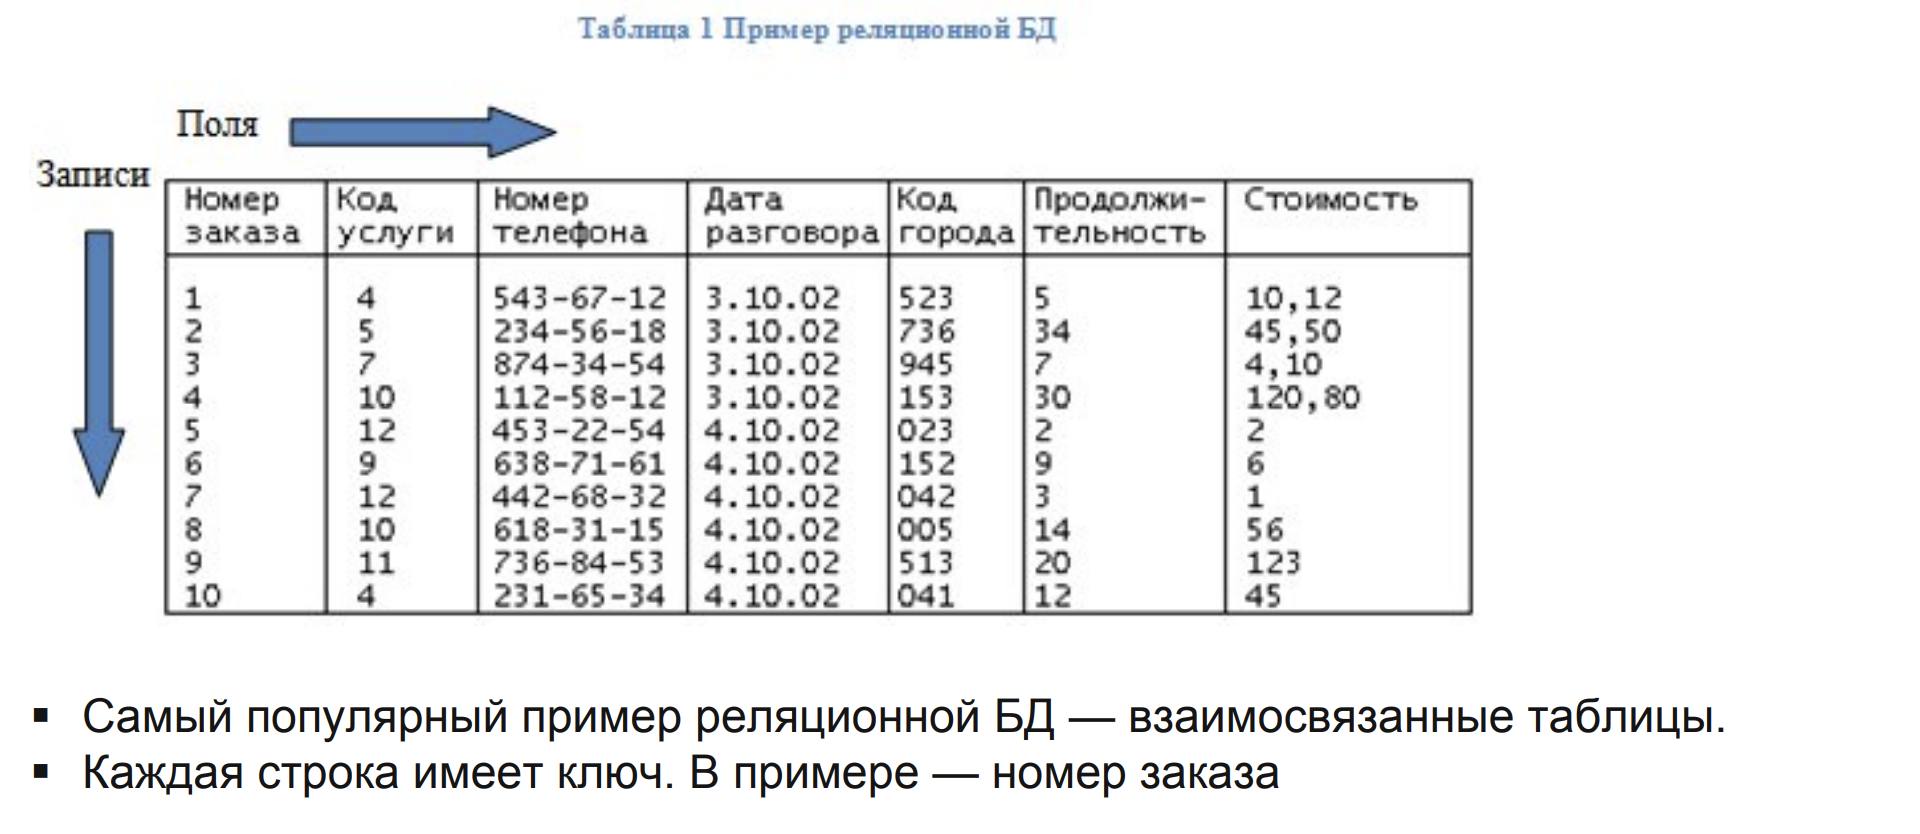 Таблица 1 Пример реляционной БД
Поля
Записи
Номер заказа Код услуги Номер телефона Дата разговора Код города Продолжи-тельность Стоимость
1 4 543-67-12 3.10.02 523 5 10,12
2 5 234-56-18 3.10.02 736 34 45,50
3 7 874-34-54 3.10.02 945 7 4,10
4 10 112-58-12 3.10.02 153 30 120,80
5 12 453-22-54 4.10.02 023 2 2
6 9 638-71-61 4.10.02 152 9 6
7 12 442-68-32 4.10.02 042 3 1
8 10 618-31-15 4.10.02 005 14 56
9 11 736-84-53 4.10.02 513 20 123
10 4 231-65-34 4.10.02 041 12 45
▪ Самый популярный пример реляционной БД — взаимосвязанные таблицы.
▪ Каждая строка имеет ключ. В примере — номер заказа